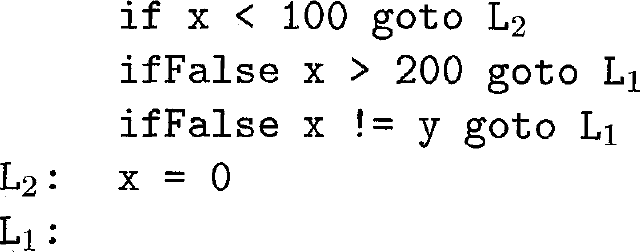 if x < 100 goto L₂
ifFalse x > 200 goto L₁
ifFalse x != y goto L₁
L₂: x = 0
L₁: